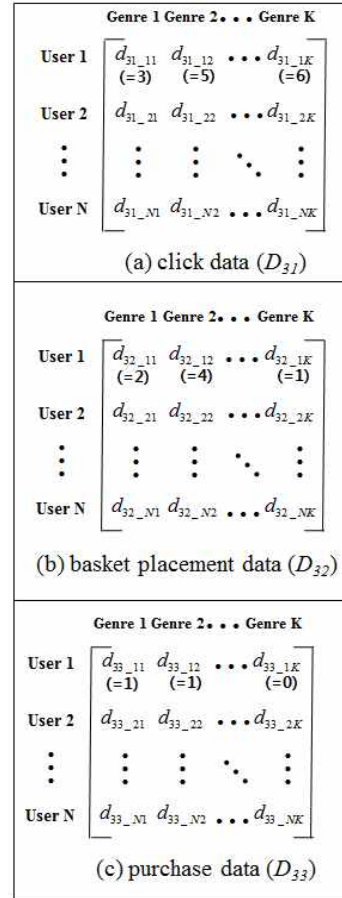 Genre 1 Genre 2 • • • Genre K
User 1 d31_11 d31_12 • • • d31_1K
(=3) (=5) (=6)
User 2 d31_21 d31_22 • • • d31_2K
⋮ ⋮ ⋮ ⋱ ⋮
User N d31_N1 d31_N2 • • • d31_NK
(a) click data (D31)
Genre 1 Genre 2 • • • Genre K
User 1 d32_11 d32_12 • • • d32_1K
(=2) (=4) (=1)
User 2 d32_21 d32_22 • • • d32_2K
⋮ ⋮ ⋮ ⋱ ⋮
User N d32_N1 d32_N2 • • • d32_NK
(b) basket placement data (D32)
Genre 1 Genre 2 • • • Genre K
User 1 d33_11 d33_12 • • • d33_1K
(=1) (=1) (=0)
User 2 d33_21 d33_22 • • • d33_2K
⋮ ⋮ ⋮ ⋱ ⋮
User N d33_N1 d33_N2 • • • d33_NK
(c) purchase data (D33)